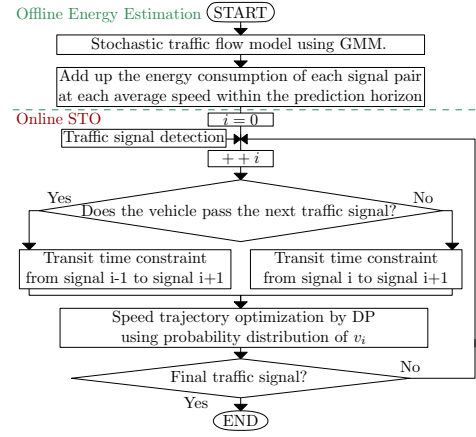 Offline Energy Estimation
START
Stochastic traffic flow model using GMM.
Add up the energy consumption of each signal pair
at each average speed within the prediction horizon
Online STO
i = 0
Traffic signal detection
+ + i
Yes
No
Does the vehicle pass the next traffic signal?
Transit time constraint
from signal i-1 to signal i+1
Transit time constraint
from signal i to signal i+1
Speed trajectory optimization by DP
using probability distribution of v_i
No
Final traffic signal?
Yes
END